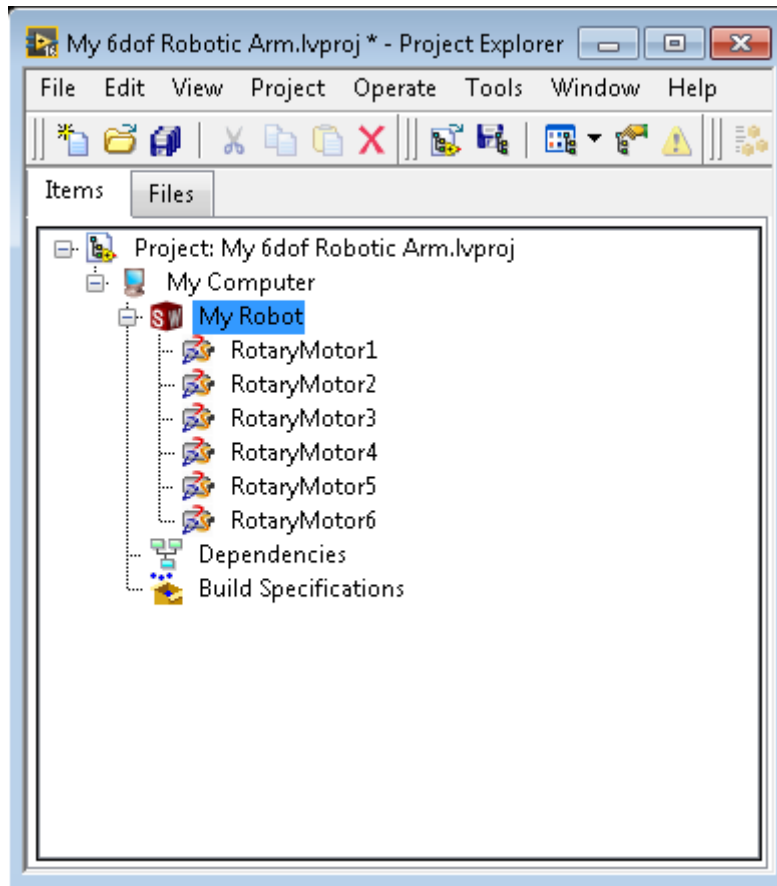 My 6dof Robotic Arm.lvproj * - Project Explorer
File Edit View Project Operate Tools Window Help
Items Files
Project: My 6dof Robotic Arm.lvproj
My Computer
SW My Robot
RotaryMotor1
RotaryMotor2
RotaryMotor3
RotaryMotor4
RotaryMotor5
RotaryMotor6
Dependencies
Build Specifications